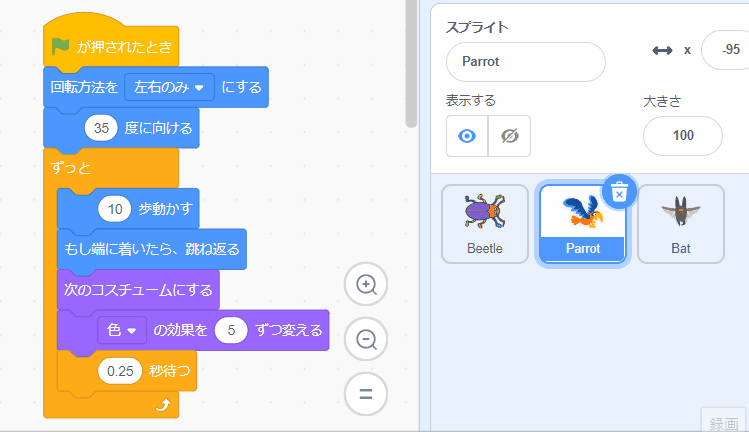 が押されたとき
回転方法を 左右のみ にする
35 度に向ける
ずっと
10 歩動かす
もし端に着いたら、跳ね返る
次のコスチュームにする
色 の効果を 5 ずつ変える
0.25 秒待つ
スプライト
Parrot
x -95
表示する
大きさ
100
Beetle
Parrot
Bat
録画